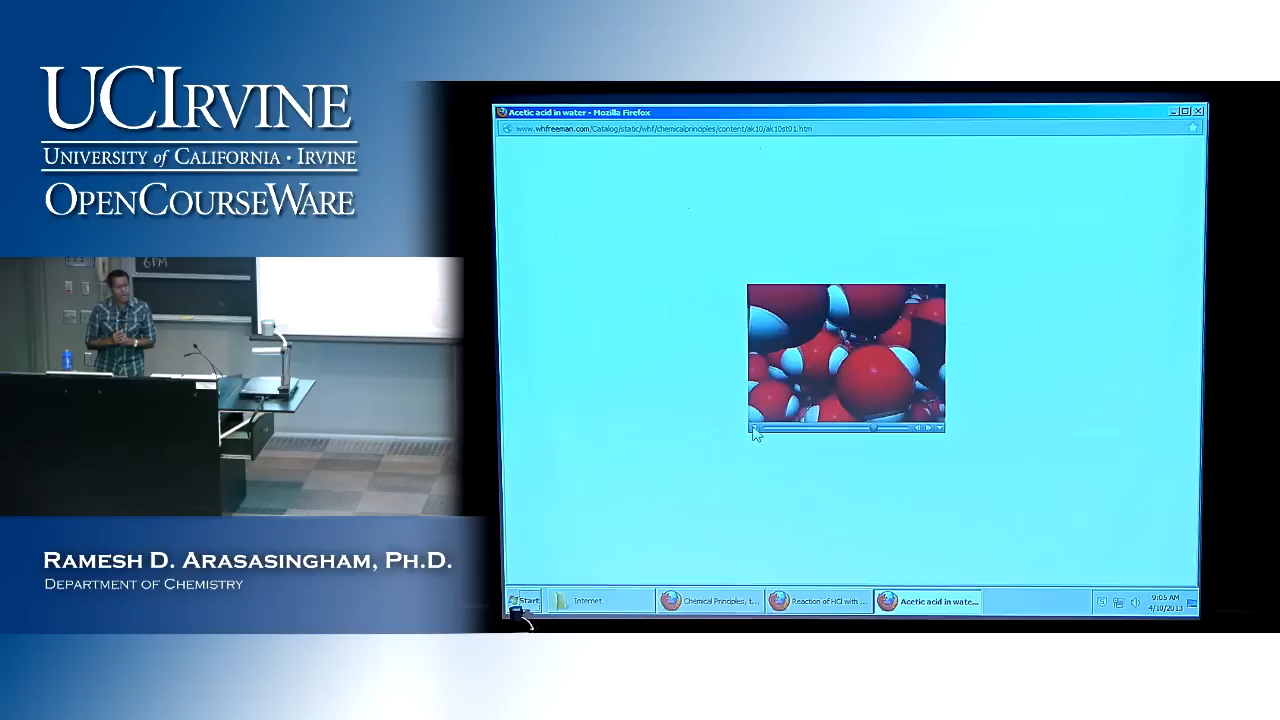 UCIRVINE
UNIVERSITY of CALIFORNIA · IRVINE
OPENCOURSEWARE
6PM
RAMESH D. ARASASINGHAM, PH.D.
DEPARTMENT OF CHEMISTRY
Acetic acid in water - Mozilla Firefox
www.whfreeman.com/Catalog/static/whf/chemicalprinciples/content/ak10/ak10st01.htm
Start
Internet
Chemical Principles, t...
Reaction of HCl with ...
Acetic acid in wate...
9:05 AM
4/10/2013